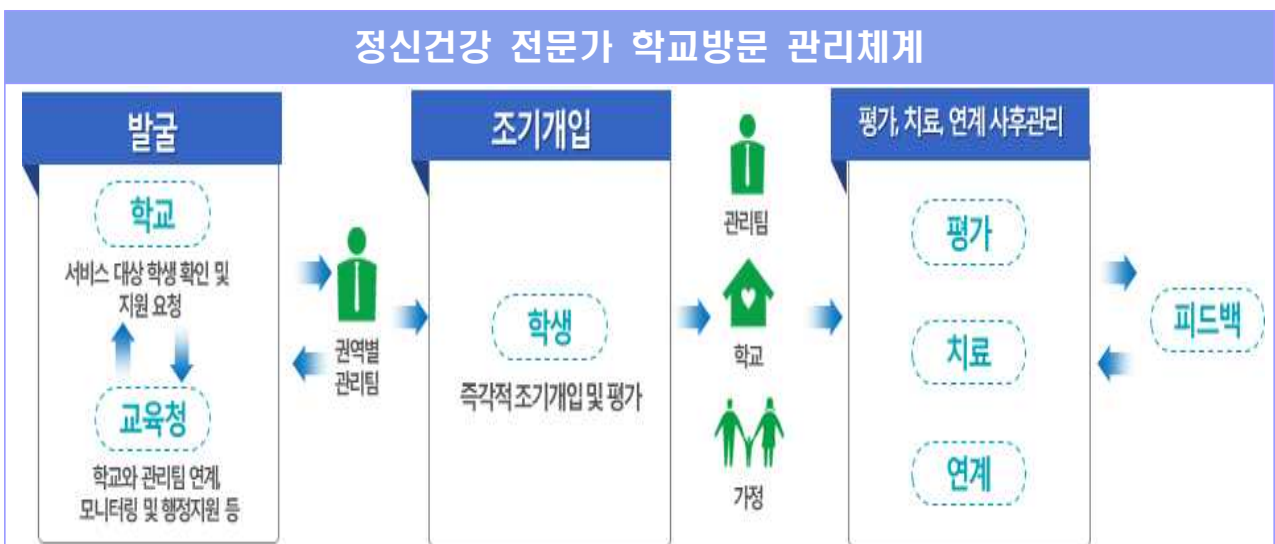 정신건강 전문가 학교방문 관리체계
발굴
학교
서비스 대상 학생 확인 및
지원 요청
교육청
학교와 관리팀 연계,
모니터링 및 행정지원 등
권역별
관리팀
조기개입
학생
즉각적 조기개입 및 평가
관리팀
학교
가정
평가, 치료, 연계 사후관리
평가
치료
연계
피드백